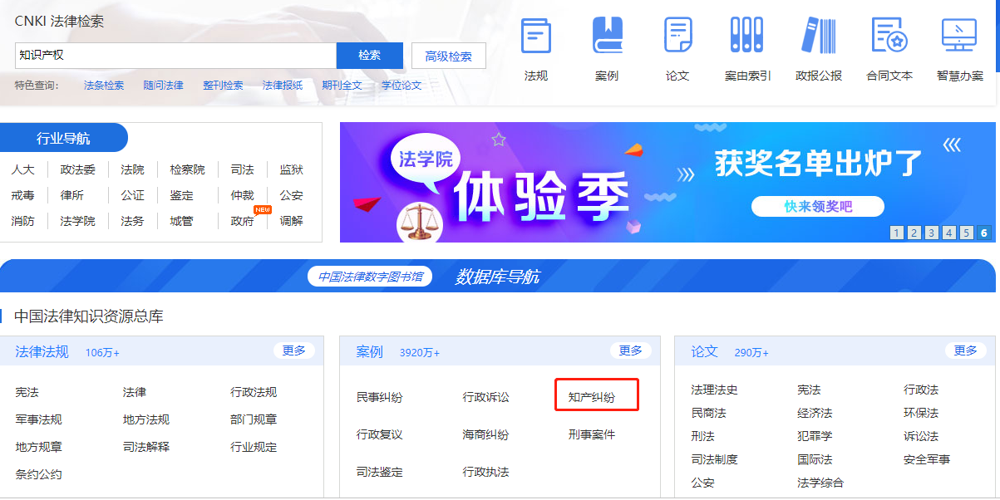 CNKI 法律检索
知识产权
检索
高级检索
特色查询：
法条检索 随问法律 整刊检索 法律报纸 期刊全文 学位论文
法规 案例 论文 案由索引 政报公报 合同文本 智慧办案
行业导航
人大 政法委 法院 检察院 司法 监狱
戒毒 律所 公证 鉴定 仲裁 公安
NEW
消防 法学院 法务 城管 政府 调解
法学院
体验季
获奖名单出炉了
快来领奖吧
1 2 3 4 5 6
中国法律数字图书馆 数据库导航
中国法律知识资源总库
法律法规 106万+ 更多
宪法 法律 行政法规
军事法规 地方法规 部门规章
地方规章 司法解释 行业规定
条约公约
案例 3920万+ 更多
民事纠纷 行政诉讼 知产纠纷
行政复议 海商纠纷 刑事案件
司法鉴定 行政执法
论文 290万+ 更多
法理法史 宪法 行政法
民商法 经济法 环保法
刑法 犯罪学 诉讼法
司法制度 国际法 安全军事
公安 法学综合